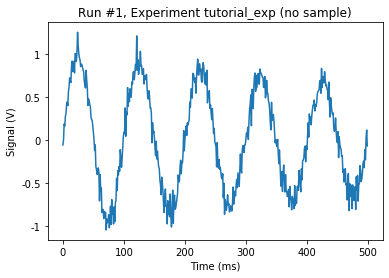 Run #1, Experiment tutorial_exp (no sample)
Signal (V)
1
0.5
0
-0.5
-1
0 100 200 300 400 500
Time (ms)